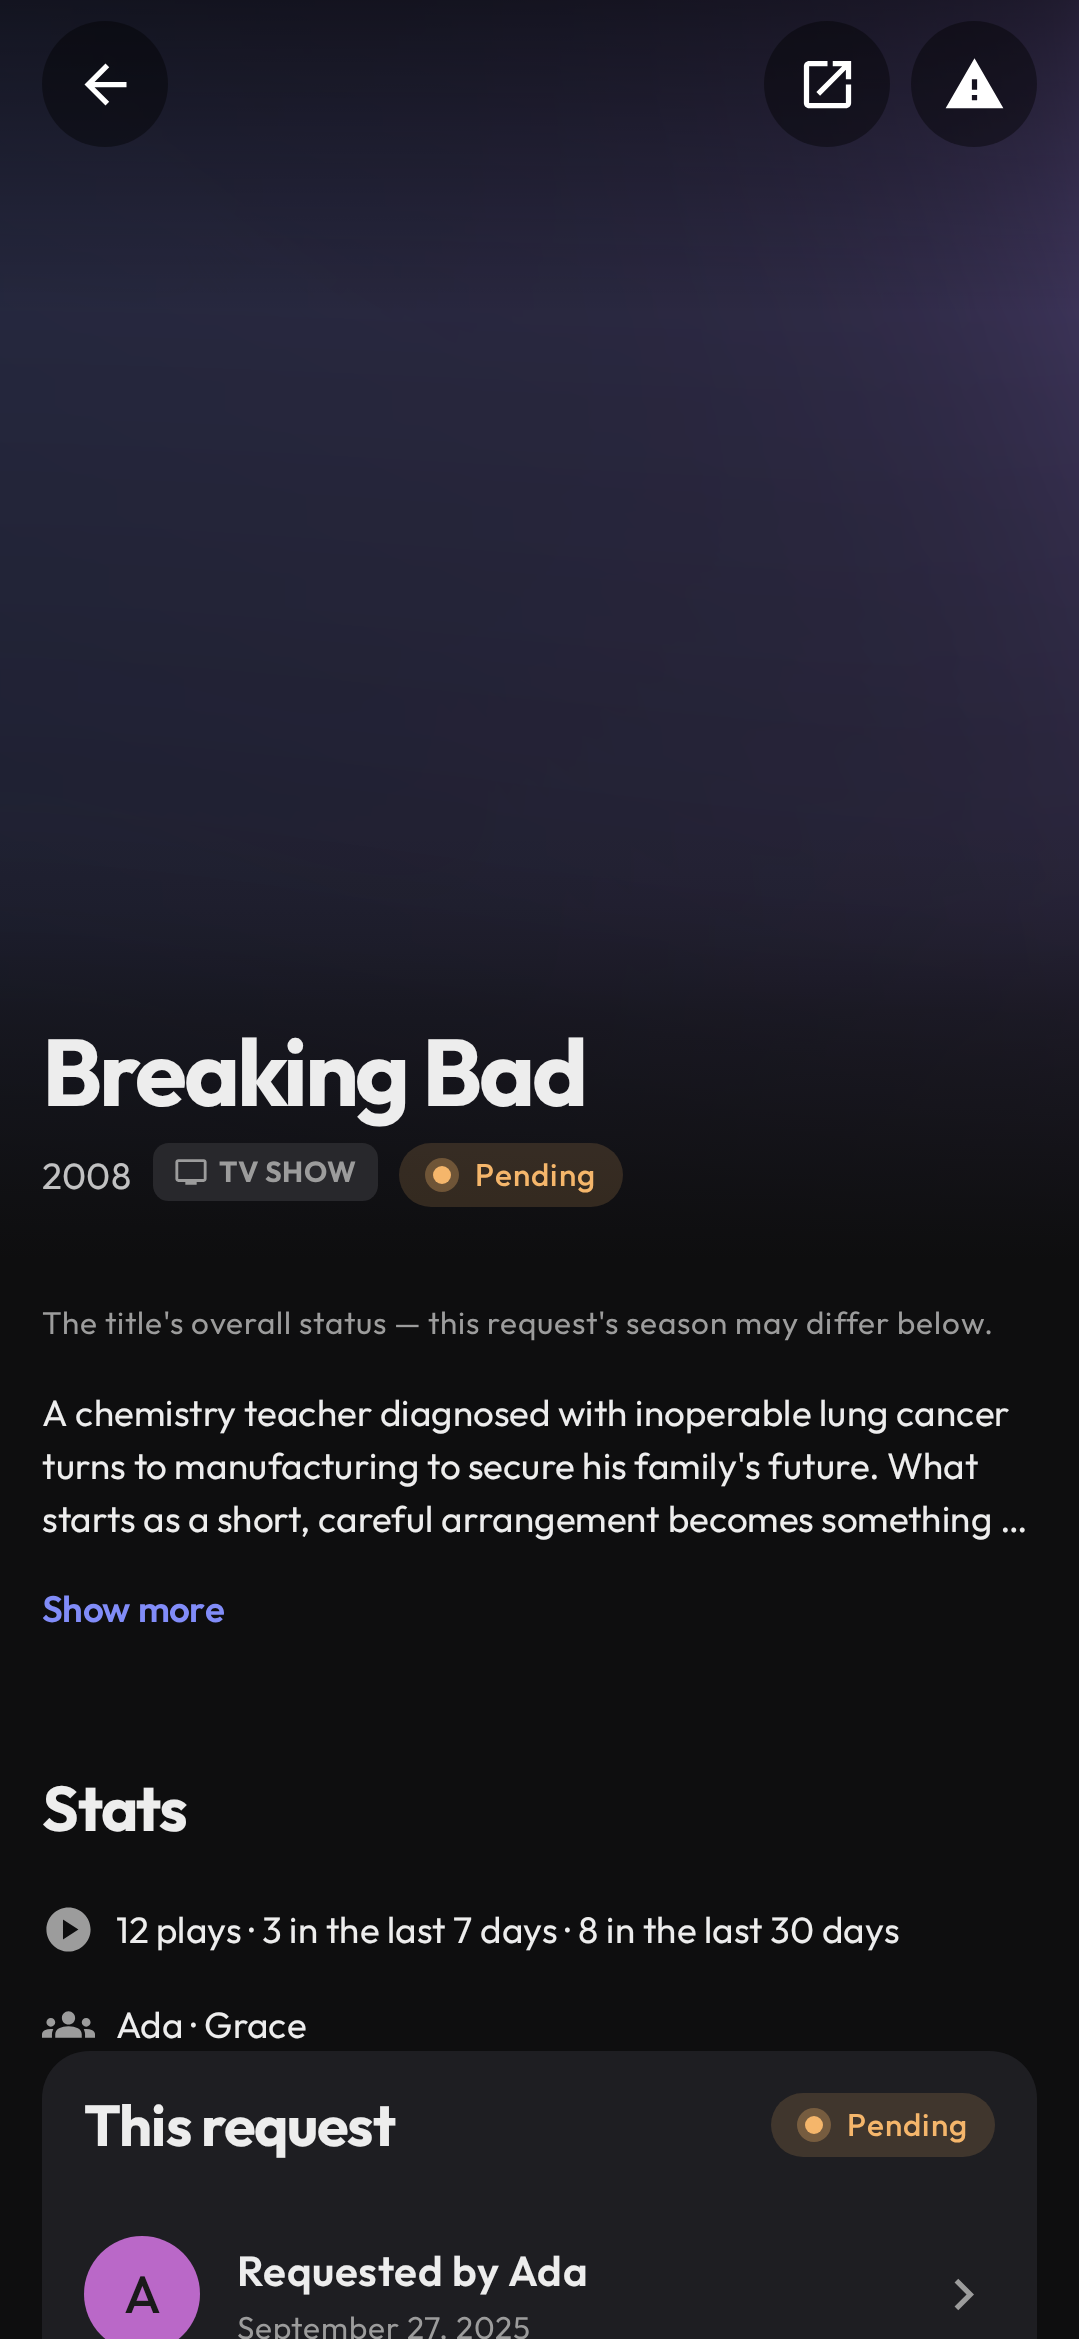 Breaking Bad
2008 TV SHOW Pending
The title's overall status — this request's season may differ below.
A chemistry teacher diagnosed with inoperable lung cancer
turns to manufacturing to secure his family's future. What
starts as a short, careful arrangement becomes something ...
Show more
Stats
12 plays · 3 in the last 7 days · 8 in the last 30 days
Ada · Grace
This request Pending
A
Requested by Ada
September 27, 2025